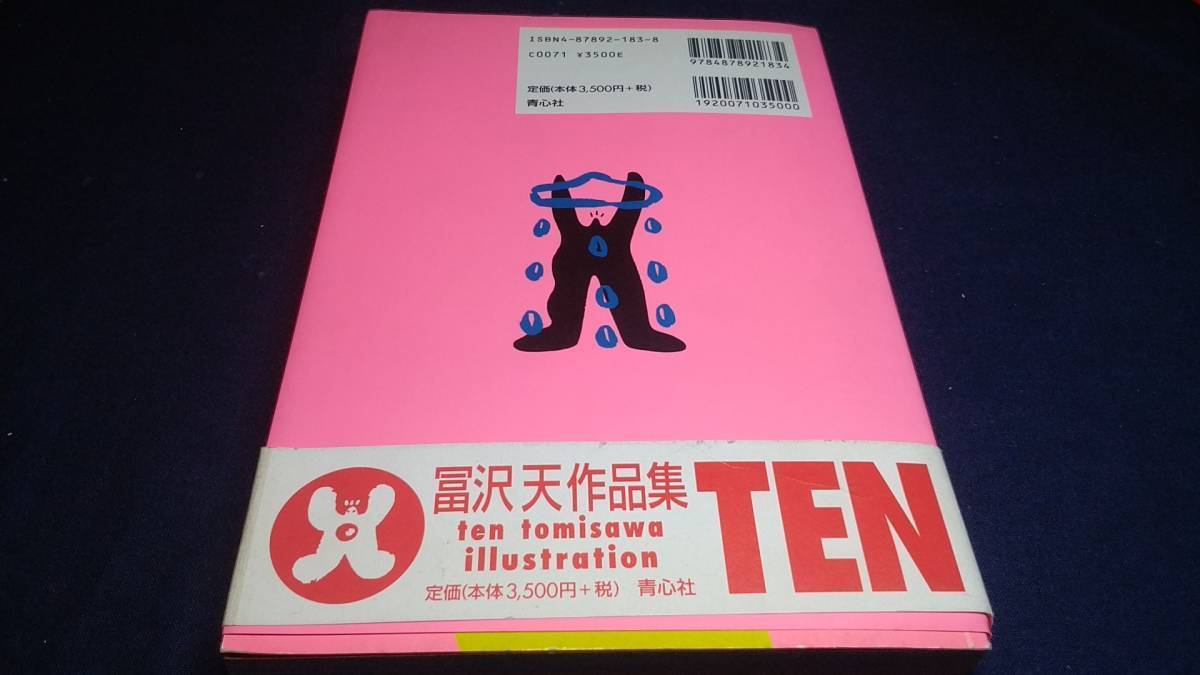 ISBN4-87892-183-8
C0071 ¥3500E
定価(本体3,500円+税)
青心社
9784878921834
1920071035000
冨沢天作品集
ten tomisawa
illustration
定価(本体3,500円+税) 青心社
TEN